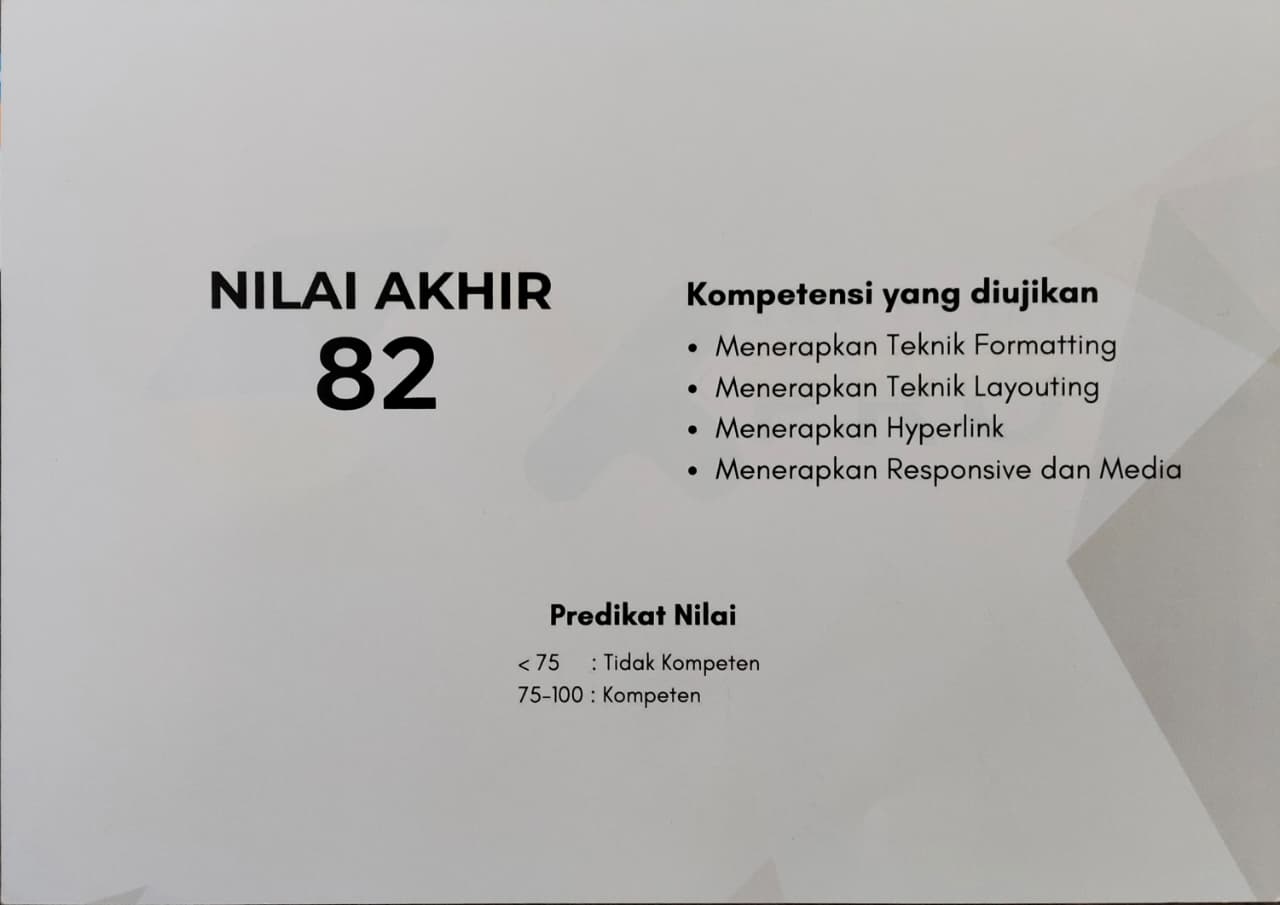 NILAI AKHIR
82
Kompetensi yang diujikan
• Menerapkan Teknik Formatting
• Menerapkan Teknik Layouting
• Menerapkan Hyperlink
• Menerapkan Responsive dan Media
Predikat Nilai
< 75 : Tidak Kompeten
75-100 : Kompeten